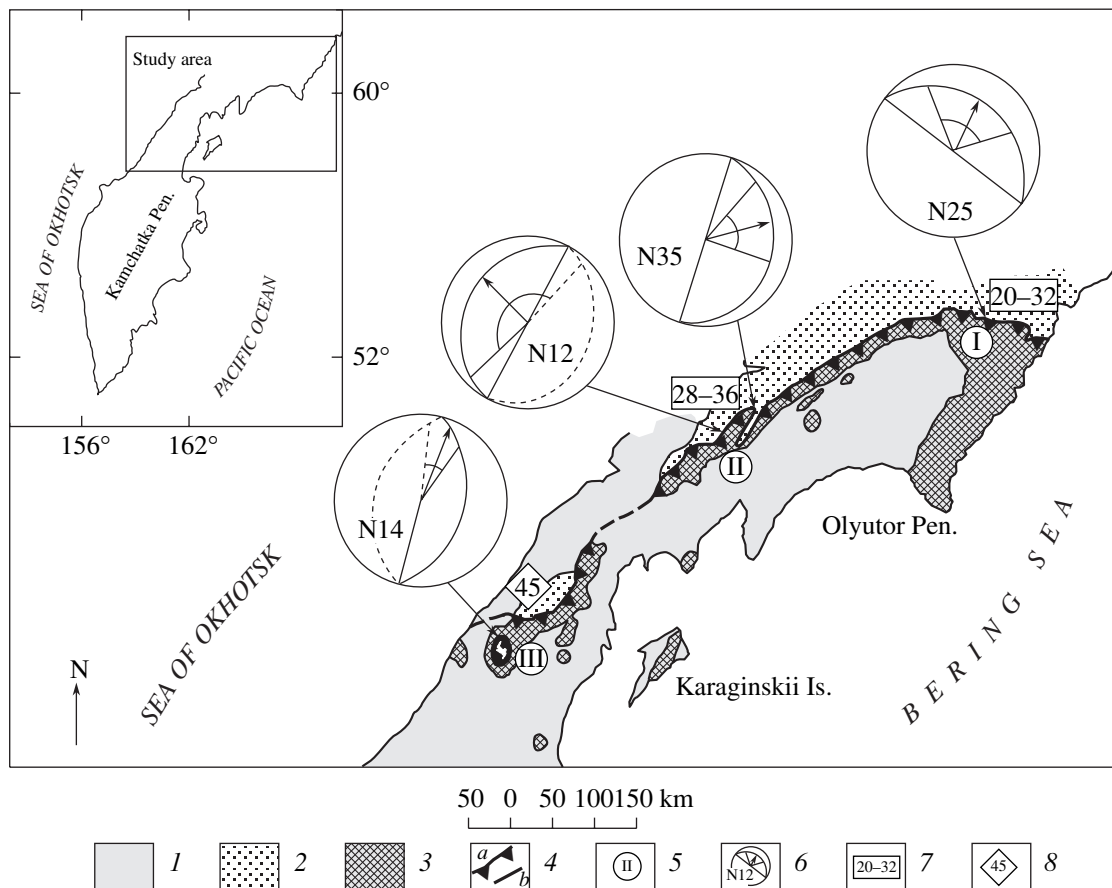 Study area
60°
52°
156° 162°
SEA OF OKHOTSK
Kamchatka Pen.
PACIFIC OCEAN
N25
N35
N12
N14
20–32
I
28–36
II
45
III
Olyutor Pen.
Karaginskii Is.
SEA OF OKHOTSK
BERING SEA
N
50 0 50 100 150 km
1 2 3 a b 4 II 5 N12 6 20–32 7 45 8